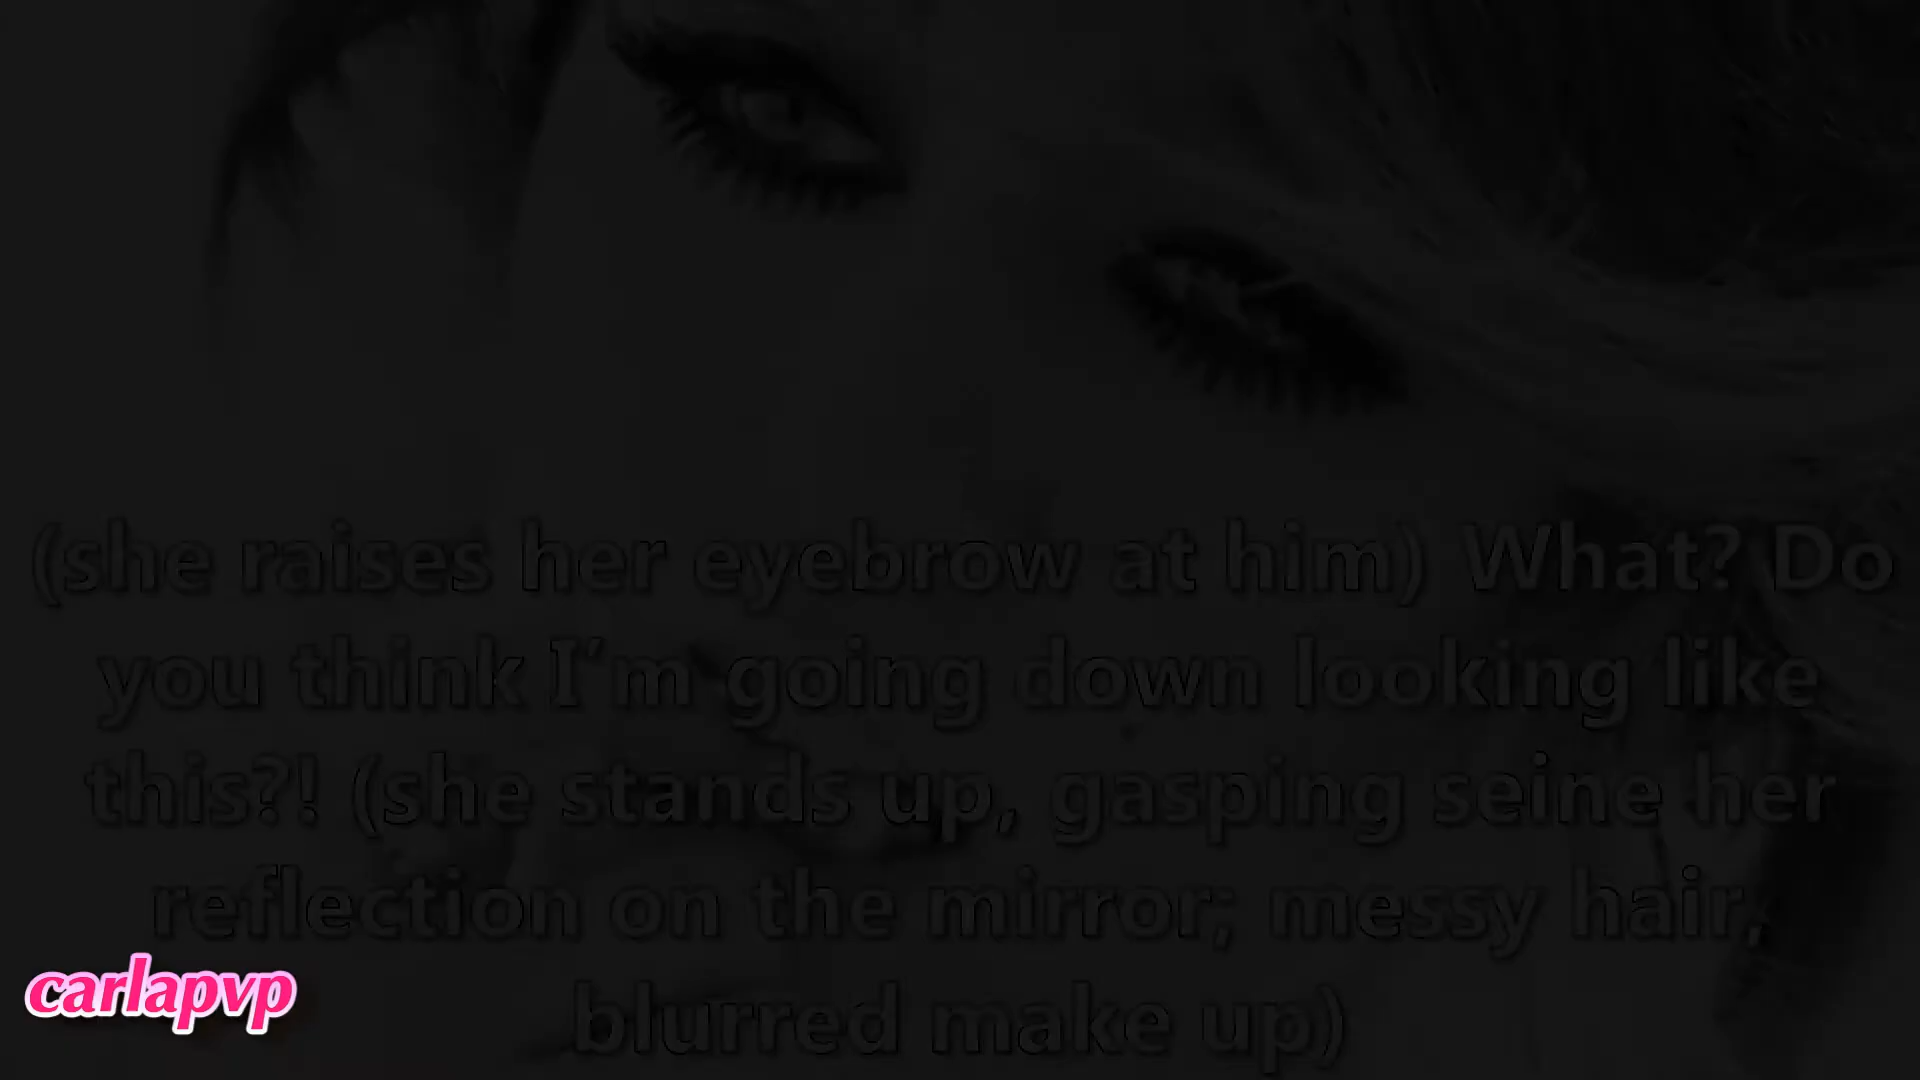 (she raises her eyebrow at him) What? Do
you think I'm going down looking like
this?! (she stands up, gasping seine her
reflection on the mirror; messy hair,
blurred make up)
carlapvp